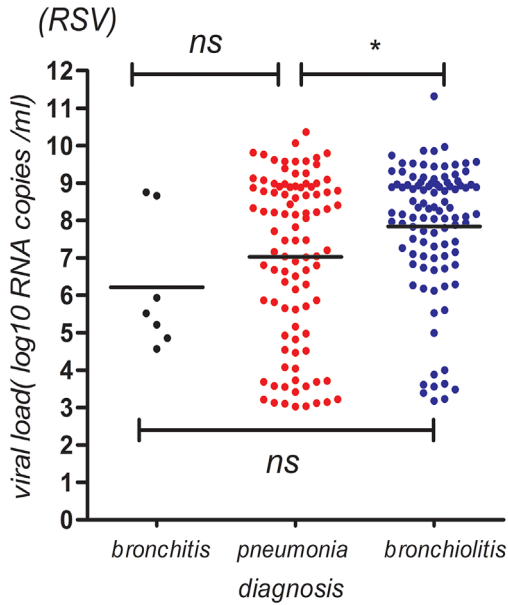 (RSV)
ns
*
12
11
10
9
8
7
6
5
4
3
2
1
0
viral load( log10 RNA copies /ml)
ns
bronchitis pneumonia bronchiolitis
diagnosis